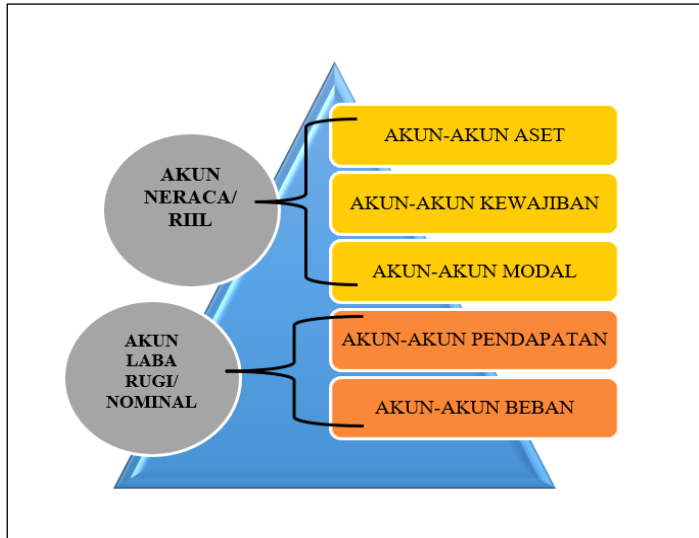 AKUN
NERACA/
RIIL
AKUN-AKUN ASET
AKUN-AKUN KEWAJIBAN
AKUN-AKUN MODAL
AKUN
LABA
RUGI/
NOMINAL
AKUN-AKUN PENDAPATAN
AKUN-AKUN BEBAN